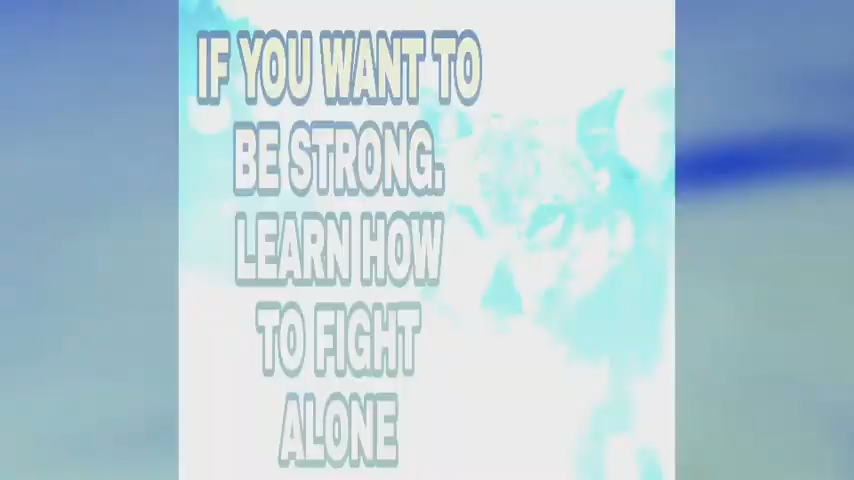 IF YOU WANT TO
BE STRONG.
LEARN HOW
TO FIGHT
ALONE